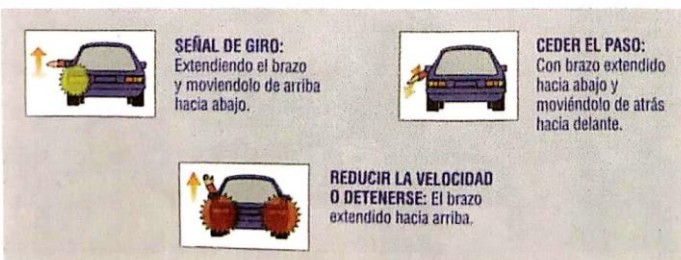 SEÑAL DE GIRO:
Extendiendo el brazo
y moviendolo de arriba
hacia abajo.
CEDER EL PASO:
Con brazo extendido
hacia abajo y
moviéndolo de atrás
hacia delante.
REDUCIR LA VELOCIDAD
O DETENERSE: El brazo
extendido hacia arriba.